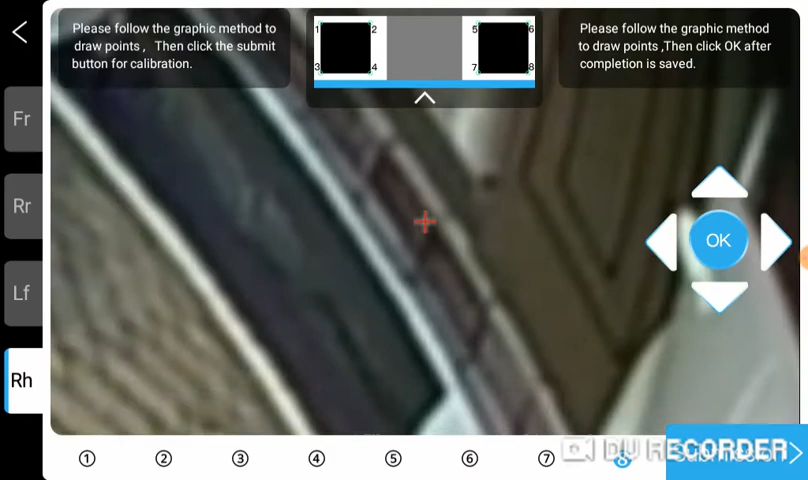 Please follow the graphic method to
draw points , Then click the submit
button for calibration.
1 2 5 6
3 4 7 8
Please follow the graphic method
to draw points ,Then click OK after
completion is saved.
Fr
Rr
Lf
Rh
OK
① ② ③ ④ ⑤ ⑥ ⑦ ⑧
DU RECORDER
Submission